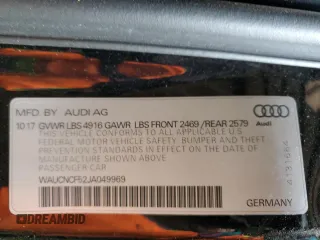 MFD. BY AUDI AG
10 17 GVWR LBS 4916 GAWR LBS FRONT 2469 / REAR 2579
THIS VEHICLE CONFORMS TO ALL APPLICABLE U.S.
FEDERAL MOTOR VEHICLE SAFETY, BUMPER AND THEFT
PREVENTION STANDARDS IN EFFECT ON THE DATE OF
MANUFACTURE SHOWN ABOVE
PASSENGER CAR
WAUCNCF52JA049969
Audi
GERMANY
DREAMBID